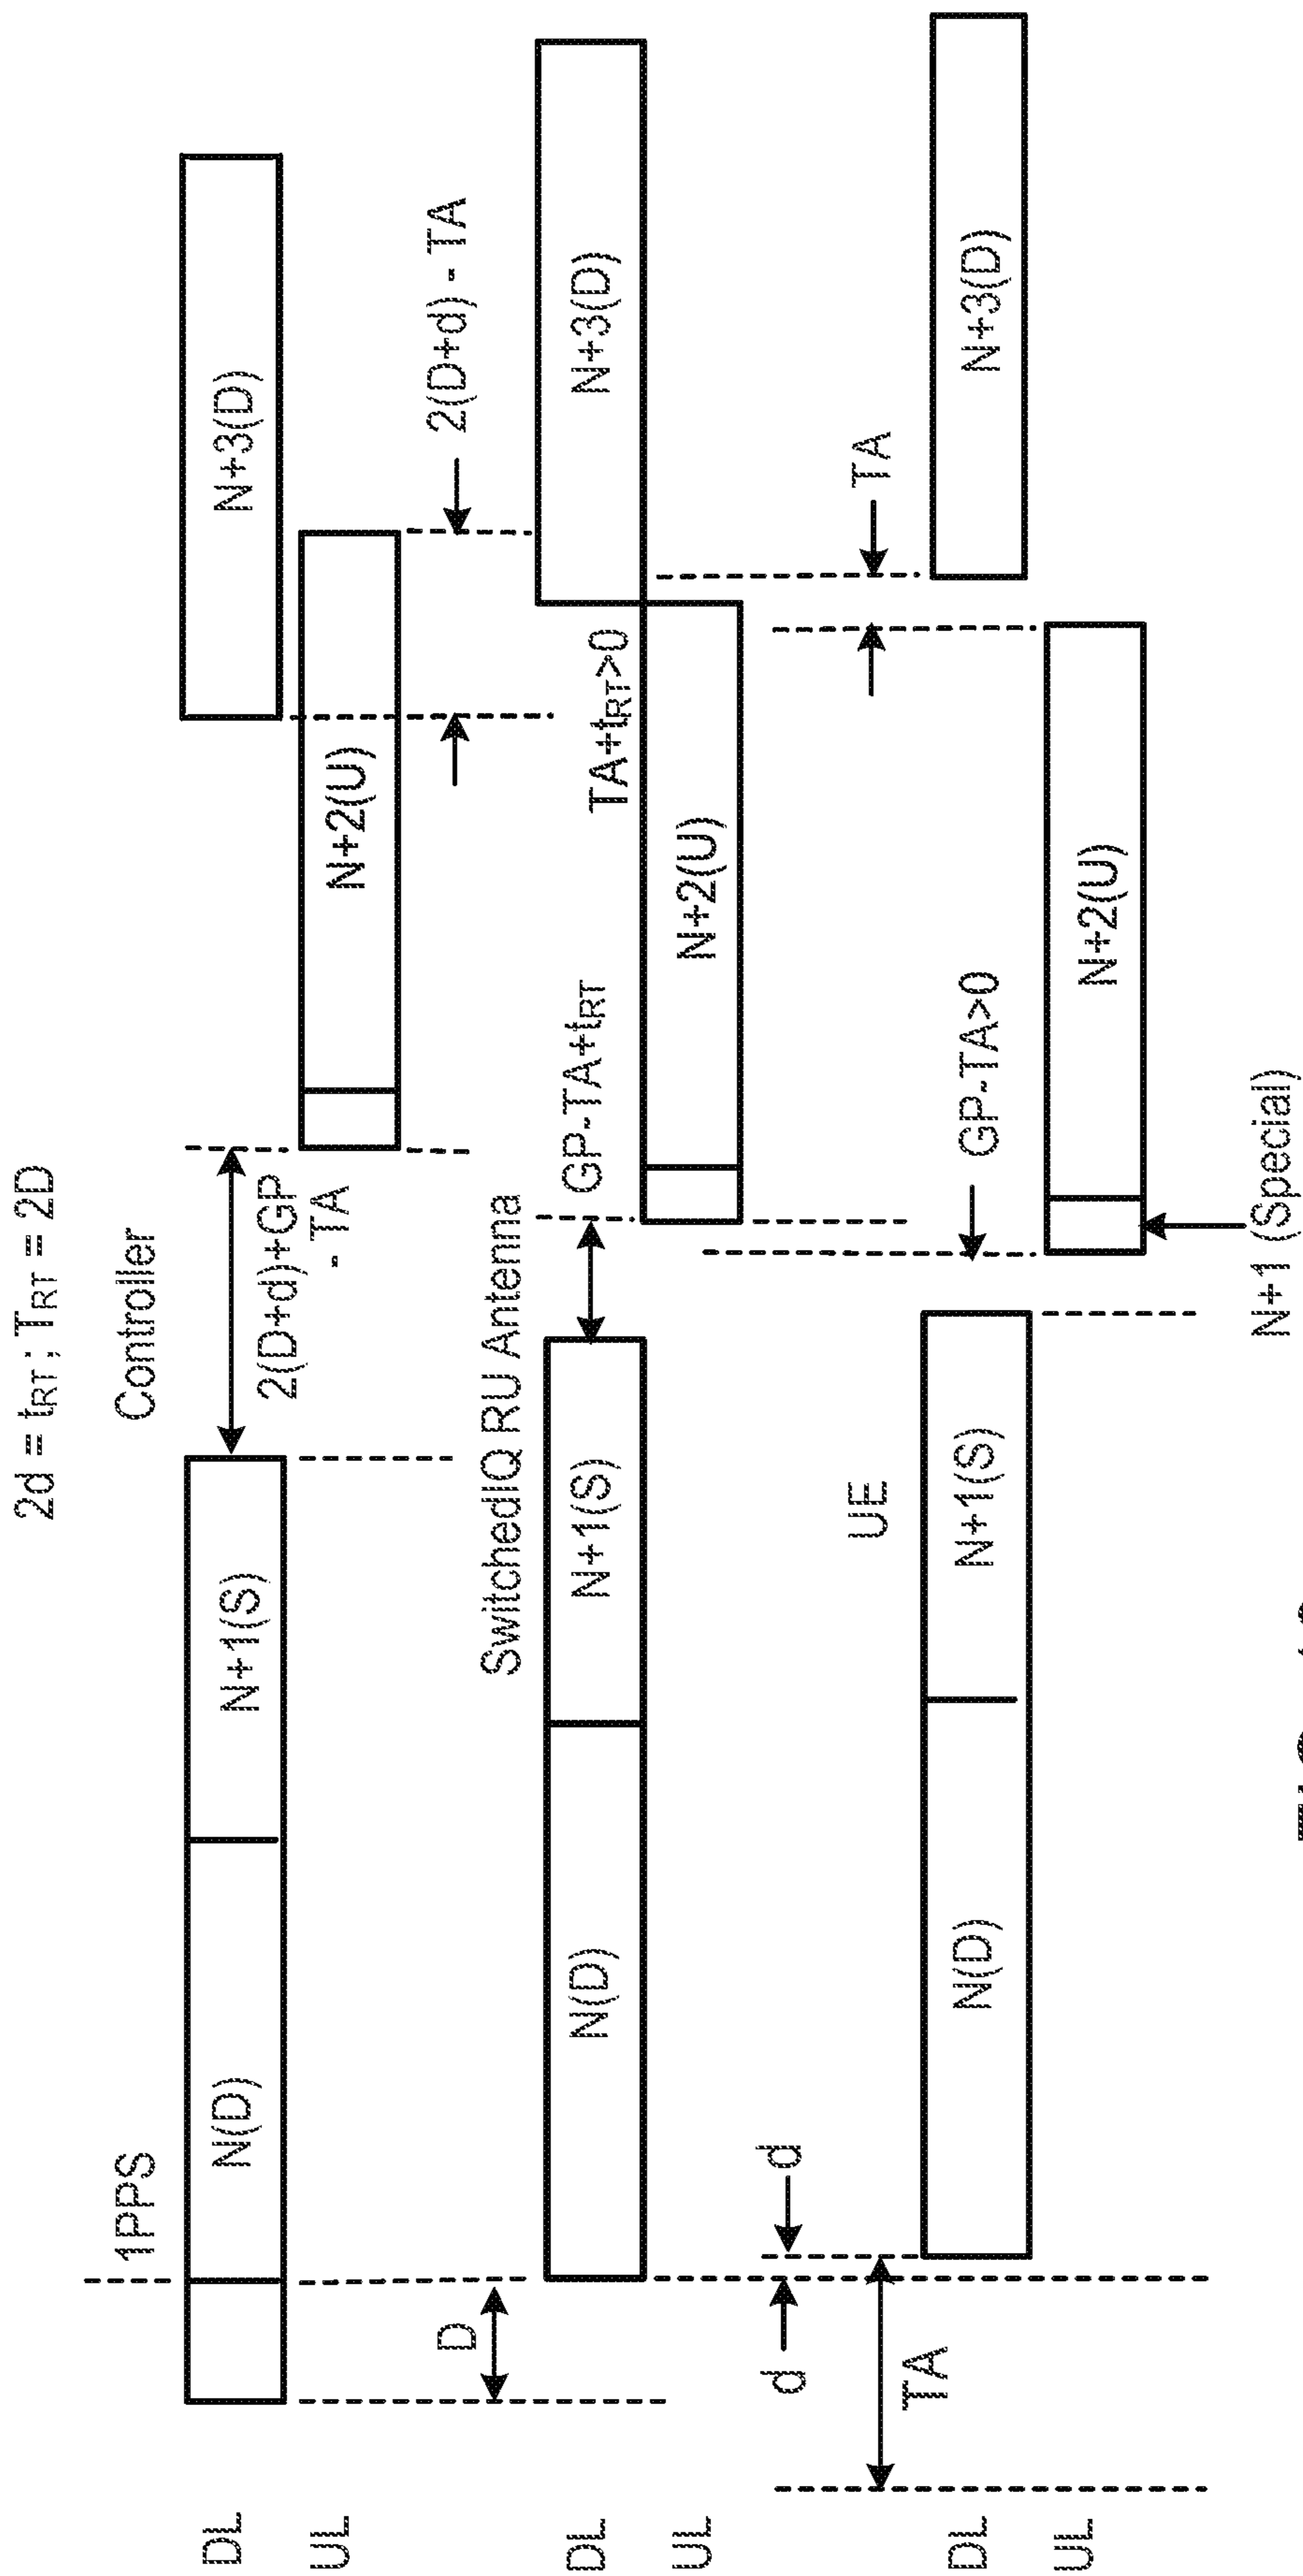 2d = tRT; TRT = 2D
Controller
1PPS
DL
N(D)
N+1(S)
N+3(D)
UL
2(D+d)+GP
- TA
N+2(U)
2(D+d) - TA
D
SwitchedIQ RU Antenna
GP-TA+tRT
TA+tRT>0
DL
N(D)
N+1(S)
N+3(D)
UL
N+2(U)
d
d
TA
UE
GP-TA>0
TA
DL
N(D)
N+1(S)
N+3(D)
UL
N+2(U)
N+1 (Special)